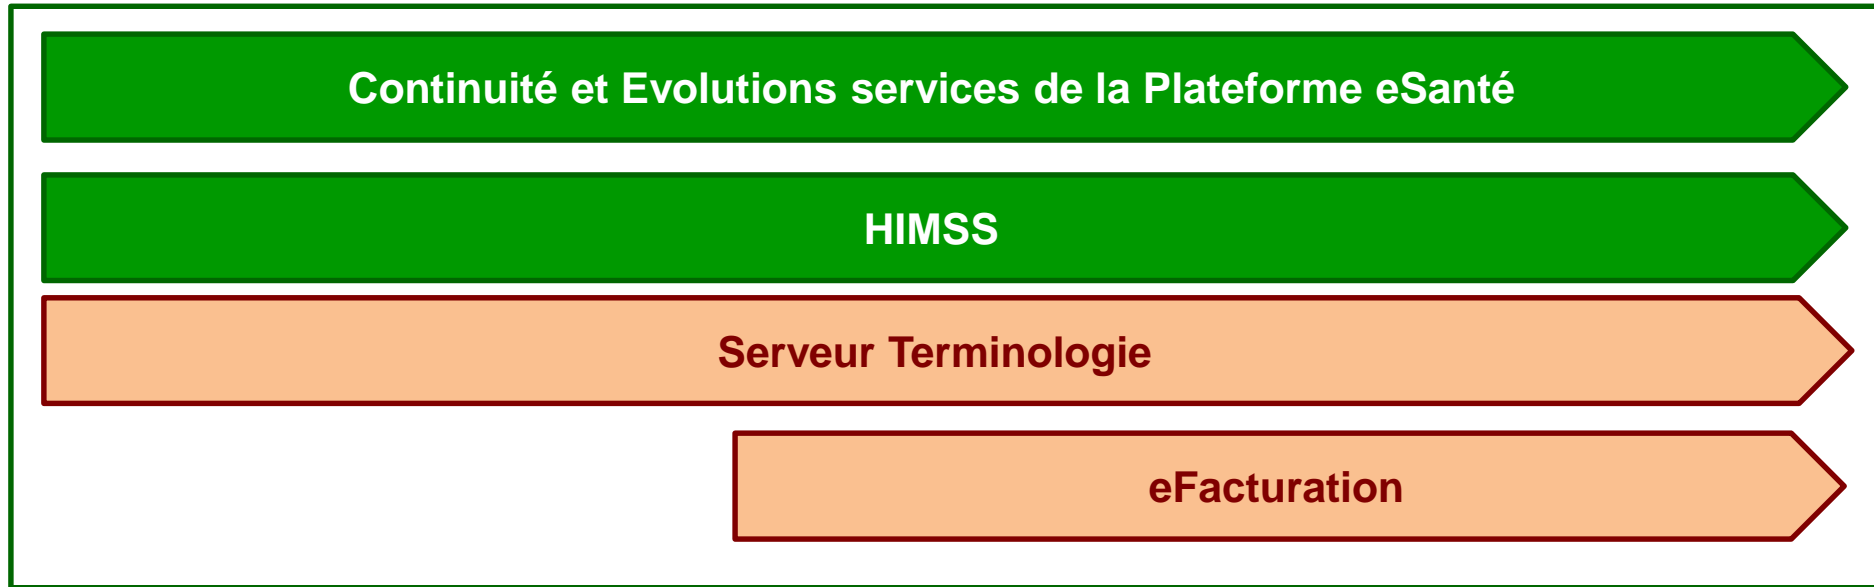 Continuité et Evolutions services de la Plateforme eSanté
HIMSS
Serveur Terminologie
eFacturation